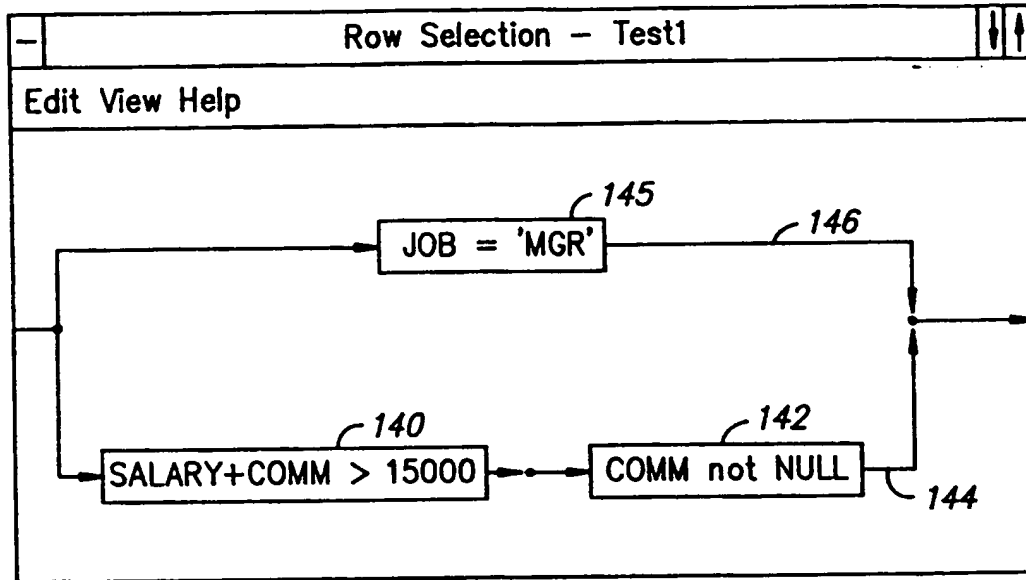 Row Selection – Test1
Edit View Help
145
JOB = 'MGR'
146
140
SALARY+COMM > 15000
142
COMM not NULL
144